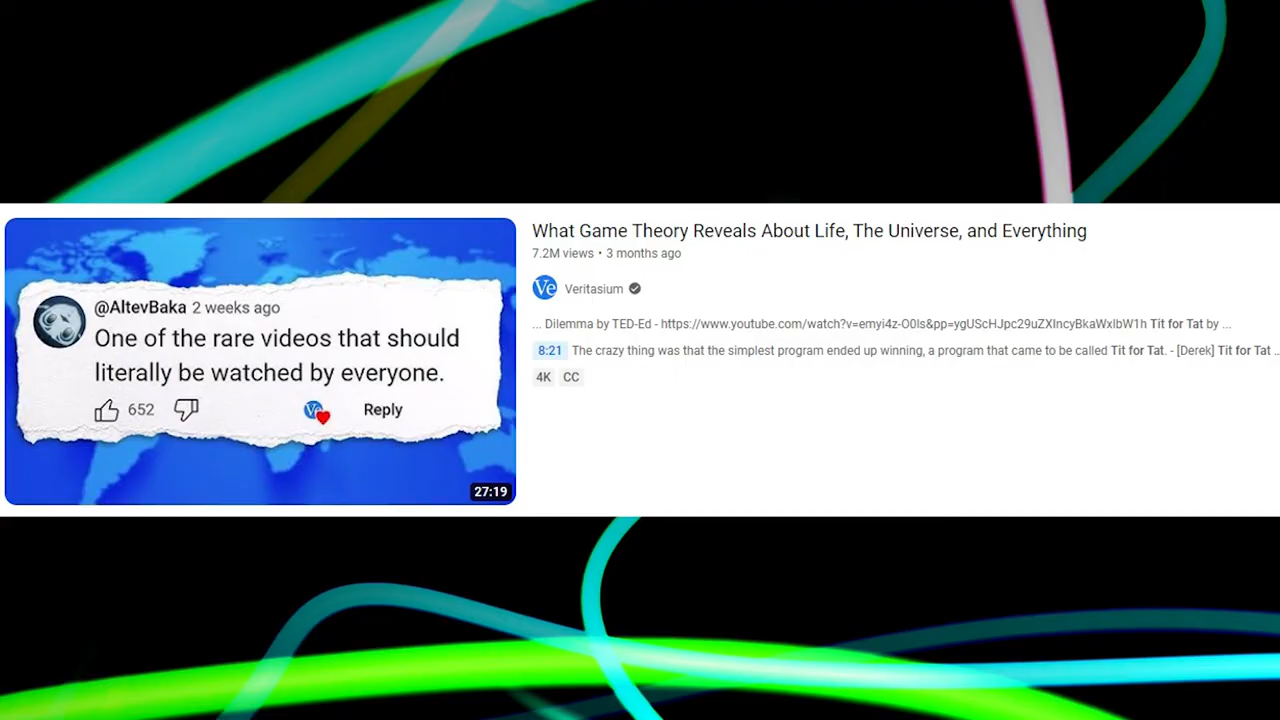 @AltevBaka 2 weeks ago
One of the rare videos that should
literally be watched by everyone.
652
Ve
Reply
27:19
What Game Theory Reveals About Life, The Universe, and Everything
7.2M views • 3 months ago
Ve Veritasium
... Dilemma by TED-Ed - https://www.youtube.com/watch?v=emyi4z-O0ls&pp=ygUScHJpc29uZXIncyBkaWxlbW1h Tit for Tat by ...
8:21 The crazy thing was that the simplest program ended up winning, a program that came to be called Tit for Tat. - [Derek] Tit for Tat ...
4K CC